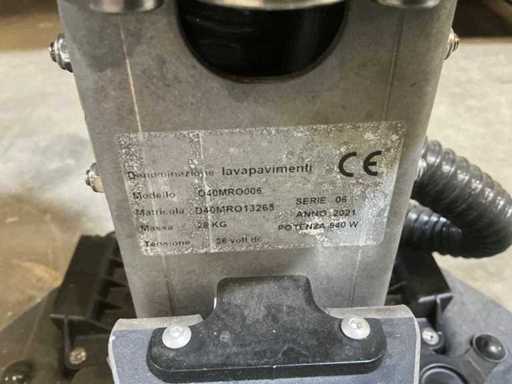 Denominazione lavapavimenti CE
Modello D40MRO006 SERIE 06
Matricola D40MRO13265 ANNO 2021
Massa 28 KG POTENZA 840 W
Tensione 36 volt dc